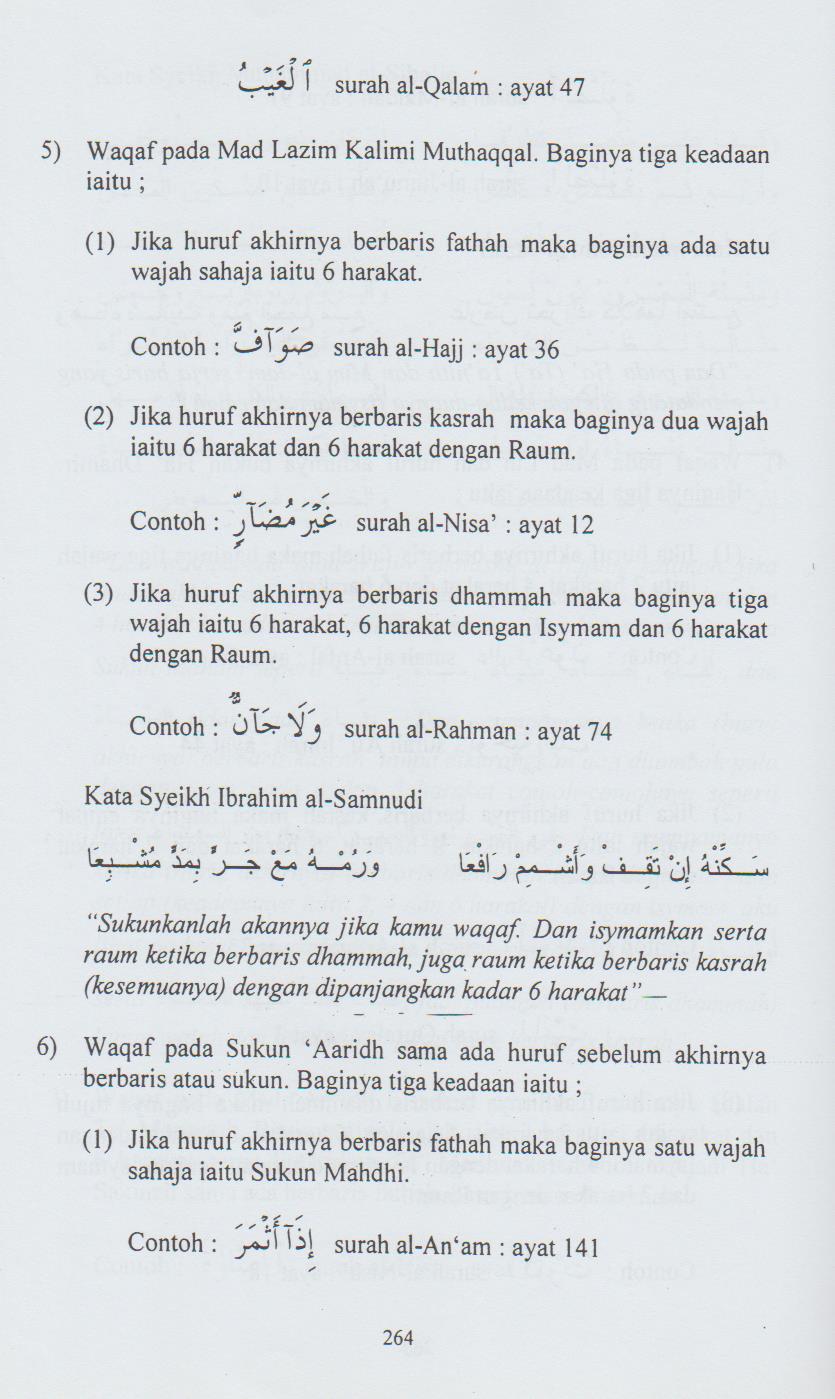 ٱلْغَيْبُ surah al-Qalam : ayat 47
5) Waqaf pada Mad Lazim Kalimi Muthaqqal. Baginya tiga keadaan
iaitu ;
(1) Jika huruf akhirnya berbaris fathah maka baginya ada satu
wajah sahaja iaitu 6 harakat.
Contoh : صَوَآفَّ surah al-Hajj : ayat 36
(2) Jika huruf akhirnya berbaris kasrah maka baginya dua wajah
iaitu 6 harakat dan 6 harakat dengan Raum.
Contoh : غَيْرَ مُضَآرٍّ surah al-Nisa’ : ayat 12
(3) Jika huruf akhirnya berbaris dhammah maka baginya tiga
wajah iaitu 6 harakat, 6 harakat dengan Isymam dan 6 harakat
dengan Raum.
Contoh : وَلَا جَآنٌّ surah al-Rahman : ayat 74
Kata Syeikh Ibrahim al-Samnudi
سَكِّنْهُ إِنْ تَقِفْ وَأَشْمِمْ رَافِعًا وَرُمْهُ مَعْ جَرٍّ بِمَدٍّ مُشْبِعًا
“Sukunkanlah akannya jika kamu waqaf. Dan isymamkan serta
raum ketika berbaris dhammah, juga raum ketika berbaris kasrah
(kesemuanya) dengan dipanjangkan kadar 6 harakat”
6) Waqaf pada Sukun ‘Aaridh sama ada huruf sebelum akhirnya
berbaris atau sukun. Baginya tiga keadaan iaitu ;
(1) Jika huruf akhirnya berbaris fathah maka baginya satu wajah
sahaja iaitu Sukun Mahdhi.
Contoh : إِذَآ أَثْمَرَ surah al-An‘am : ayat 141
264